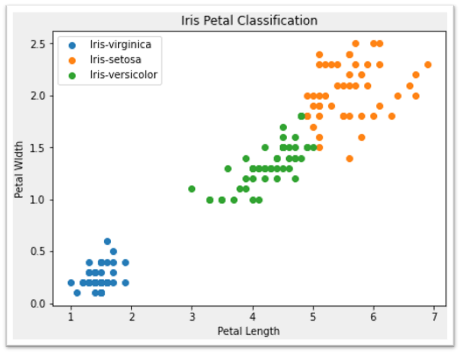 Iris Petal Classification
Iris-virginica
Iris-setosa
Iris-versicolor
Petal Width
2.5
2.0
1.5
1.0
0.5
0.0
1 2 3 4 5 6 7
Petal Length